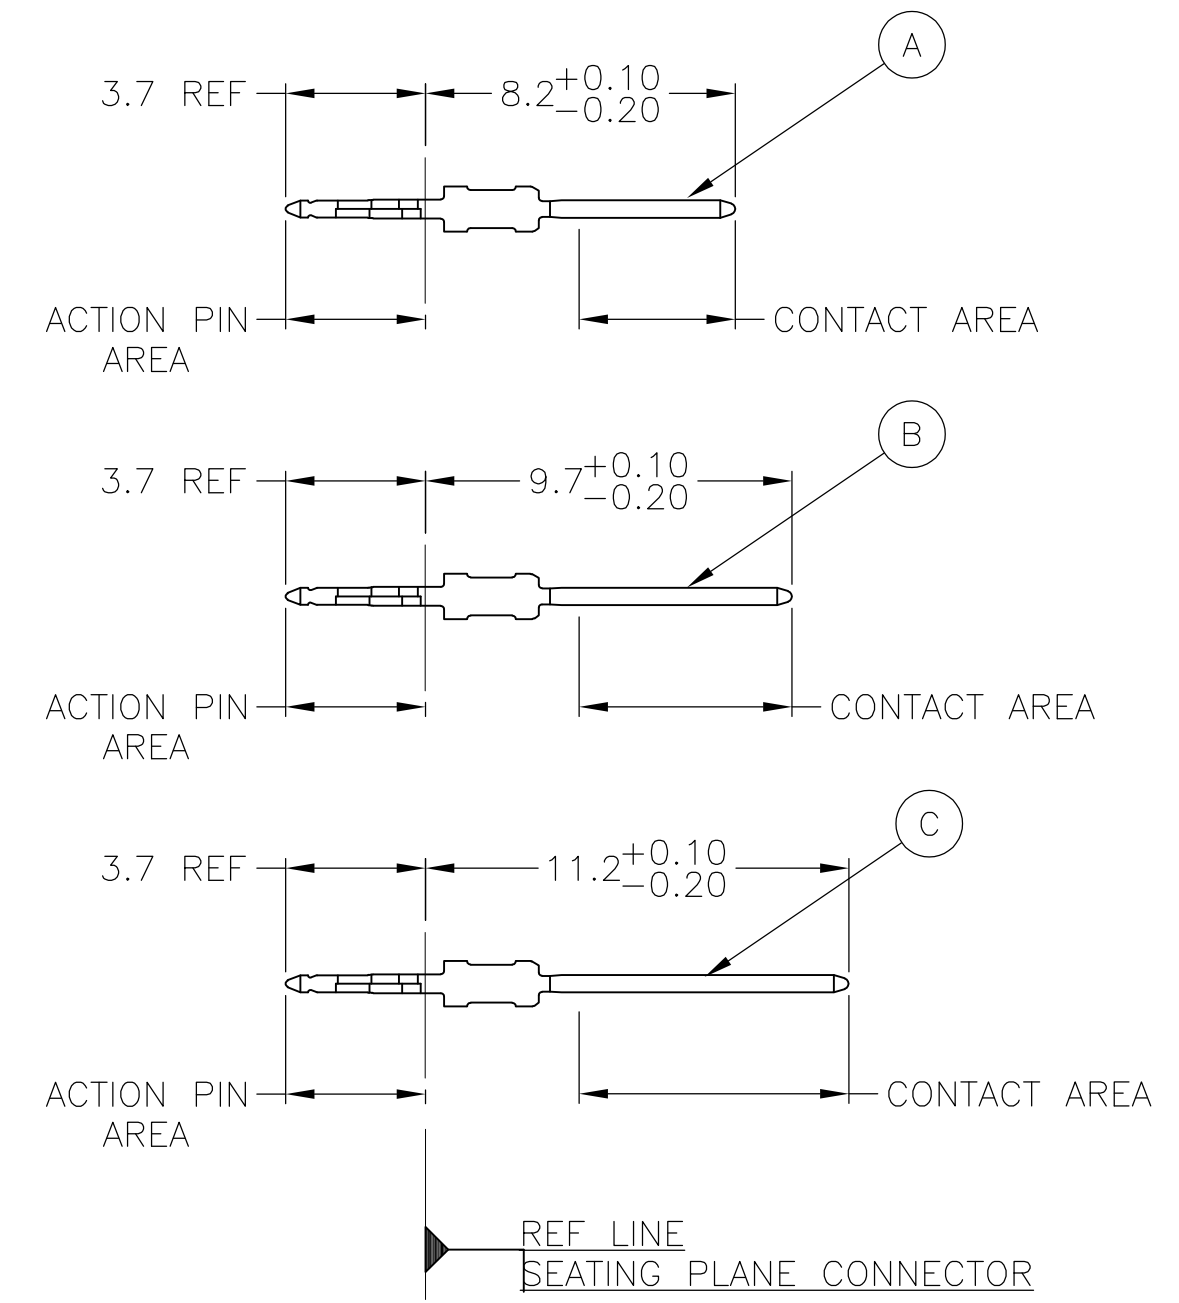 A
3.7 REF 8.2 +0.10
-0.20
ACTION PIN
AREA
CONTACT AREA
B
3.7 REF 9.7 +0.10
-0.20
ACTION PIN
AREA
CONTACT AREA
C
3.7 REF 11.2 +0.10
-0.20
ACTION PIN
AREA
CONTACT AREA
REF LINE
SEATING PLANE CONNECTOR